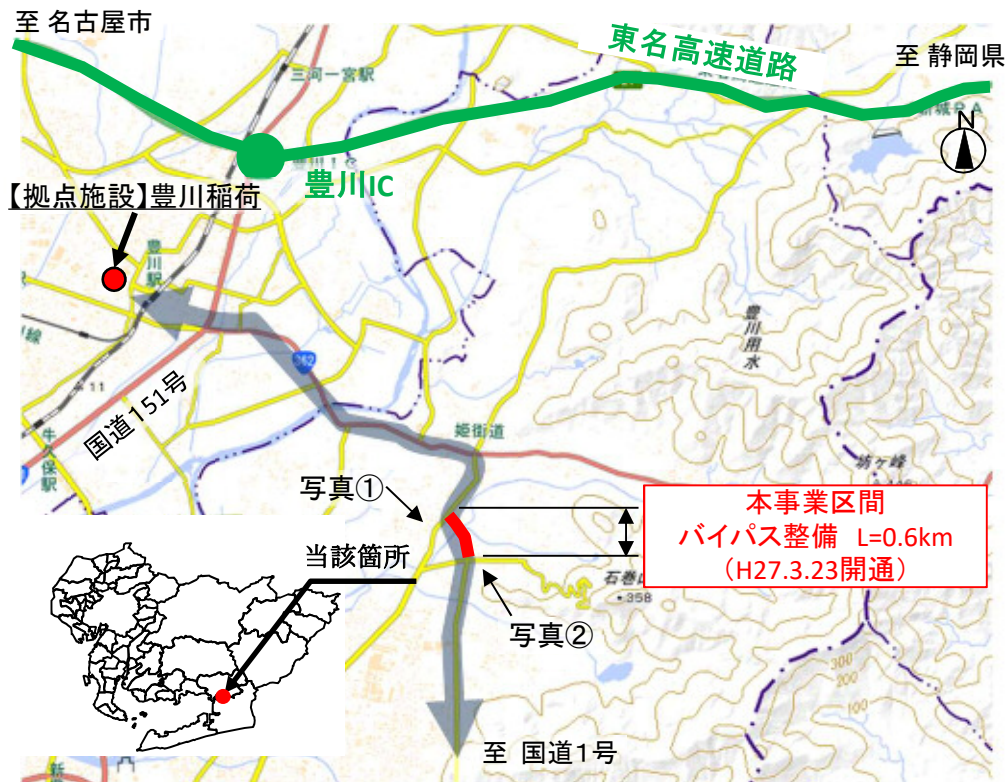 至 名古屋市
東名高速道路
至 静岡県
三河一宮駅
N
豊川IC
【拠点施設】豊川稲荷
豊川駅
豊川用水
362
11
国道151号
牛久保駅
姫街道
坊ヶ峰
写真①
本事業区間
バイパス整備 L=0.6km
(H27.3.23開通)
当該箇所
358
写真②
300
200
100
至 国道1号